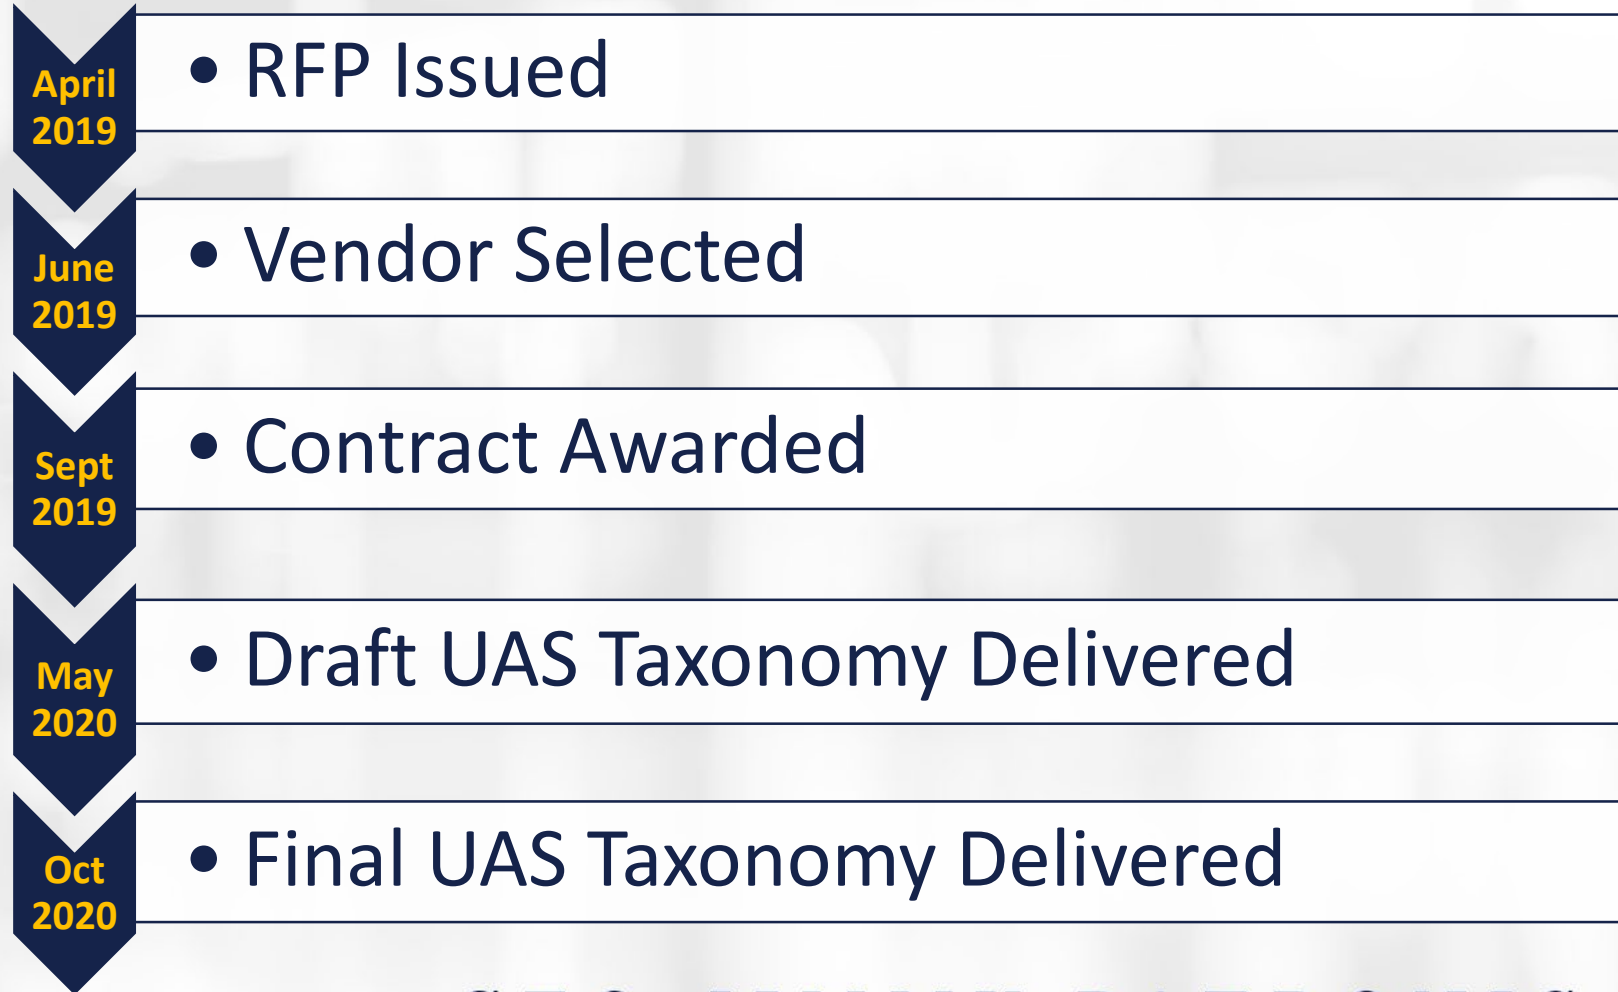 April
2019
• RFP Issued
June
2019
• Vendor Selected
Sept
2019
• Contract Awarded
May
2020
• Draft UAS Taxonomy Delivered
Oct
2020
• Final UAS Taxonomy Delivered